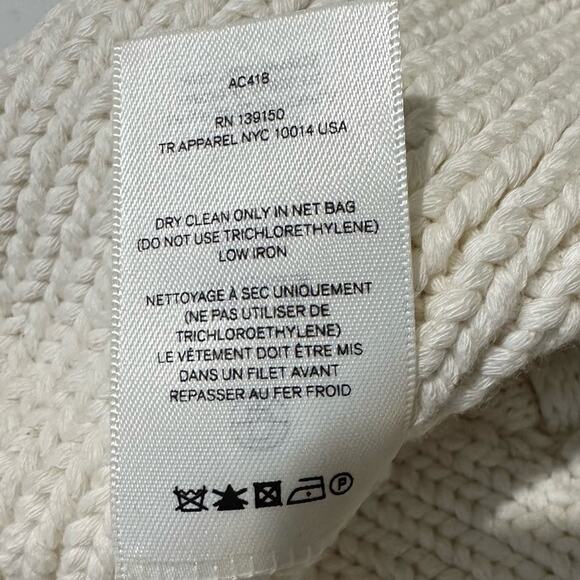 AC418
RN 139150
TR APPAREL NYC 10014 USA
DRY CLEAN ONLY IN NET BAG
(DO NOT USE TRICHLORETHYLENE)
LOW IRON
NETTOYAGE À SEC UNIQUEMENT
(NE PAS UTILISER DE
TRICHLOROETHYLENE)
LE VÊTEMENT DOIT ÊTRE MIS
DANS UN FILET AVANT
REPASSER AU FER FROID
P